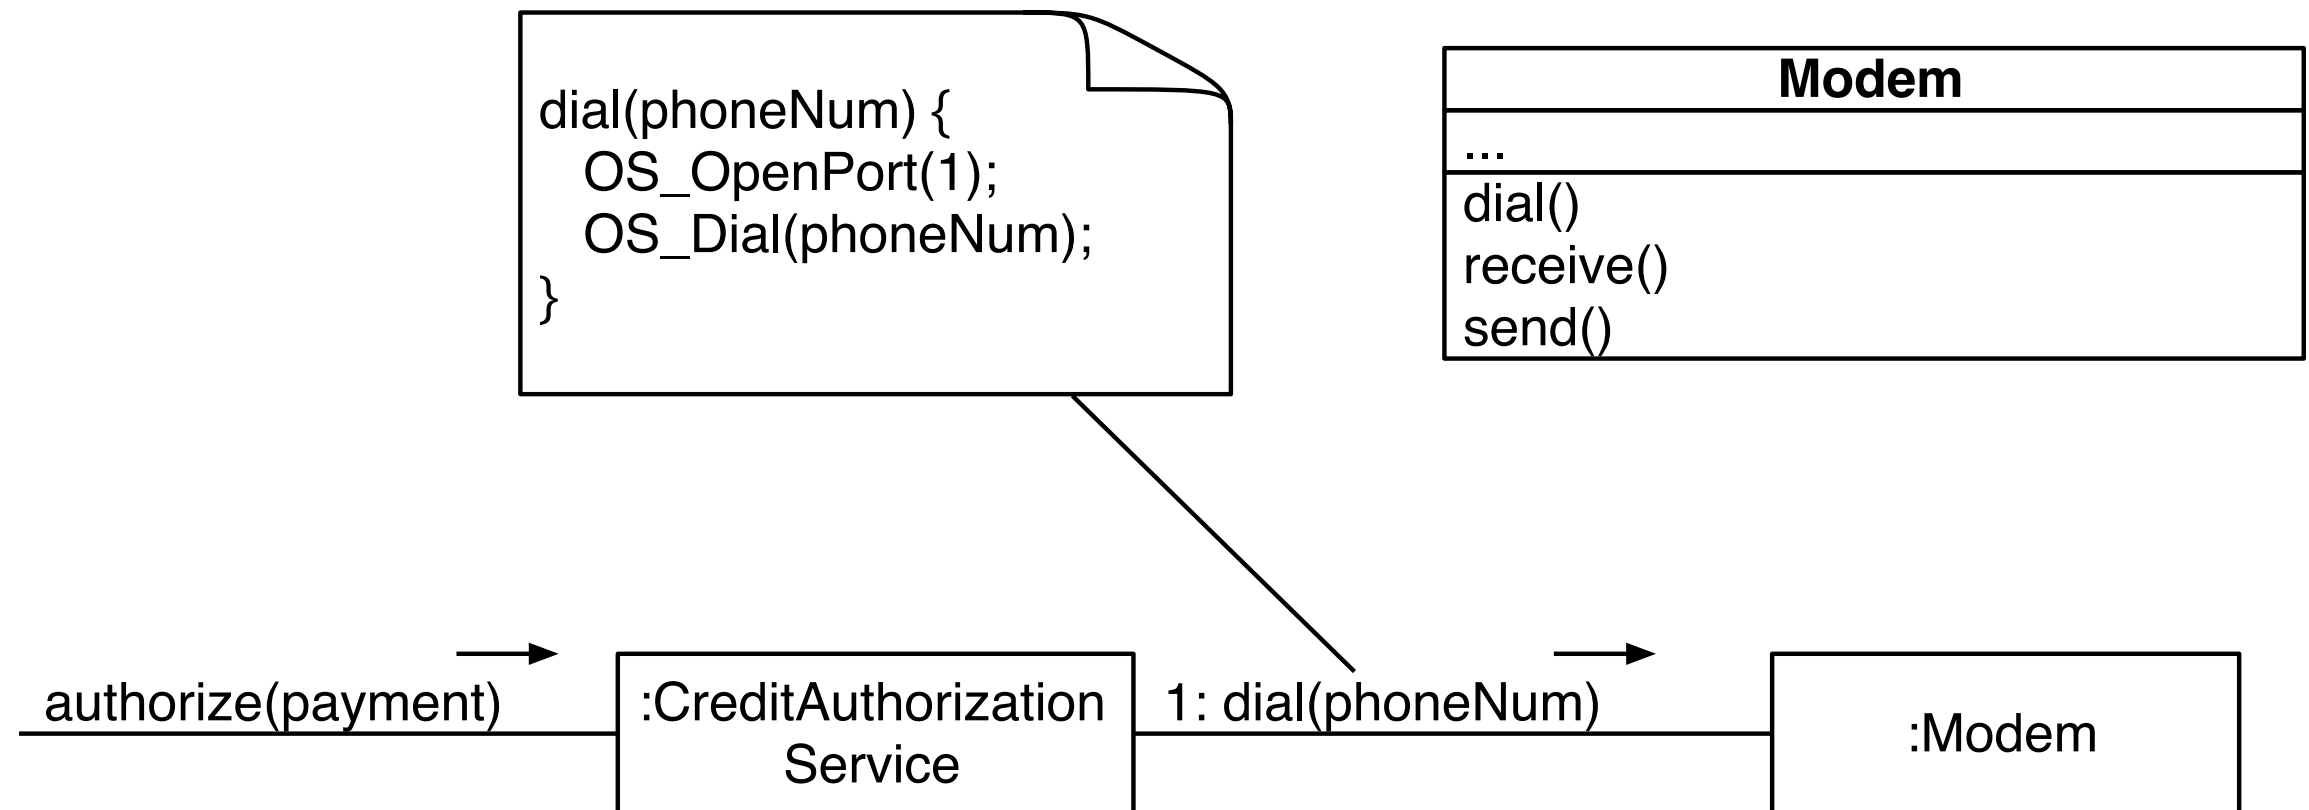 dial(phoneNum) {
OS_OpenPort(1);
OS_Dial(phoneNum);
}
Modem
...
dial()
receive()
send()
authorize(payment)
:CreditAuthorization
Service
1: dial(phoneNum)
:Modem